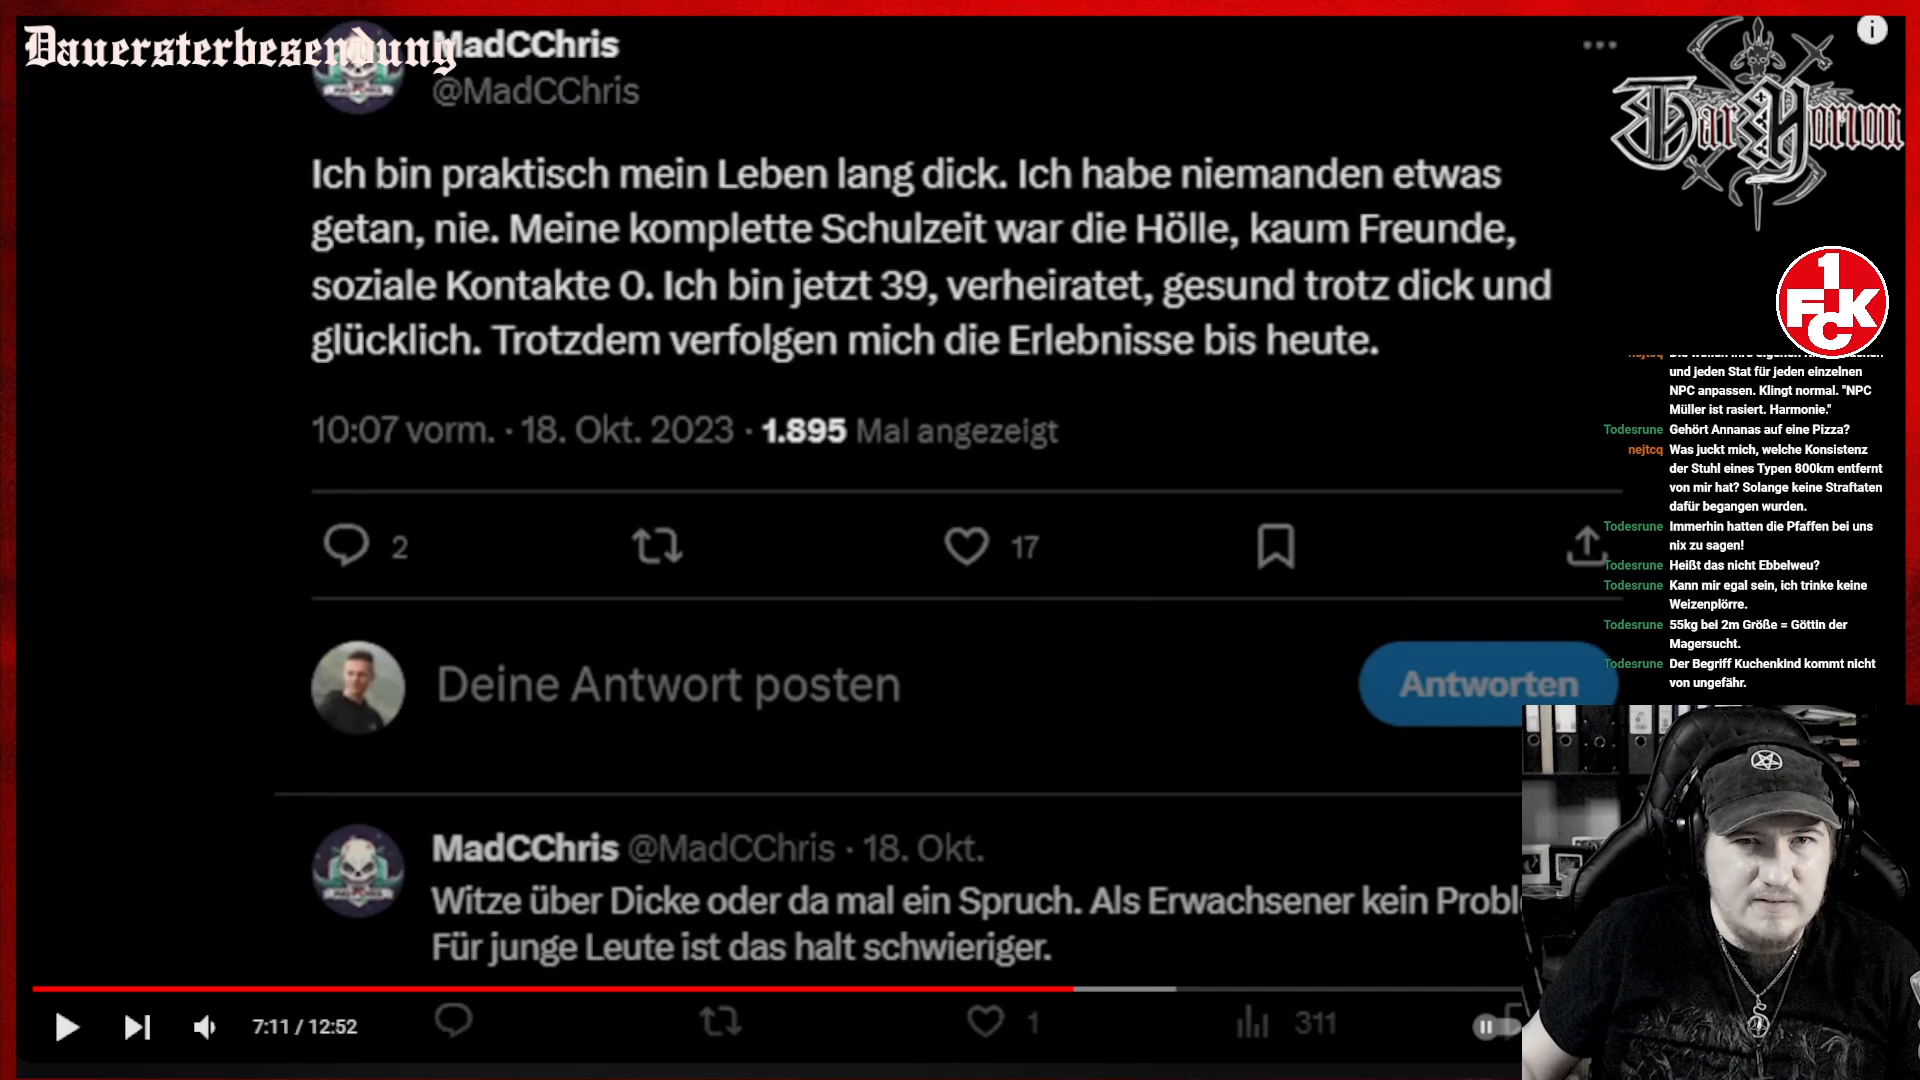 Dauersterbesendung
MadCChris
@MadCChris
Ich bin praktisch mein Leben lang dick. Ich habe niemanden etwas
getan, nie. Meine komplette Schulzeit war die Hölle, kaum Freunde,
soziale Kontakte 0. Ich bin jetzt 39, verheiratet, gesund trotz dick und
glücklich. Trotzdem verfolgen mich die Erlebnisse bis heute.
10:07 vorm. · 18. Okt. 2023 · 1.895 Mal angezeigt
2
17
Deine Antwort posten
Antworten
MadCChris @MadCChris · 18. Okt.
Witze über Dicke oder da mal ein Spruch. Als Erwachsener kein Probl
Für junge Leute ist das halt schwieriger.
1
311
7:11 / 12:52
1
FCK
nejtcq
und jeden Stat für jeden einzelnen
NPC anpassen. Klingt normal. "NPC
Müller ist rasiert. Harmonie."
Todesrune Gehört Annanas auf eine Pizza?
nejtcq Was juckt mich, welche Konsistenz
der Stuhl eines Typen 800km entfernt
von mir hat? Solange keine Straftaten
dafür begangen wurden.
Todesrune Immerhin hatten die Pfaffen bei uns
nix zu sagen!
Todesrune Heißt das nicht Ebbelweu?
Todesrune Kann mir egal sein, ich trinke keine
Weizenplörre.
Todesrune 55kg bei 2m Größe = Göttin der
Magersucht.
Todesrune Der Begriff Kuchenkind kommt nicht
von ungefähr.